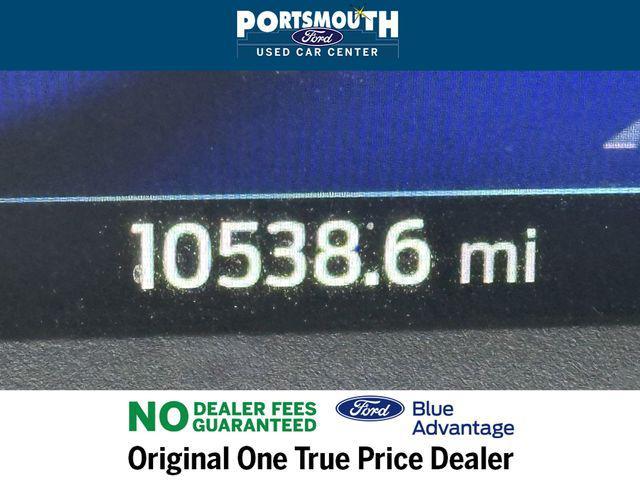 PORTSMOUTH
Ford
USED CAR CENTER
10538.6 mi
NO DEALER FEES
GUARANTEED
Ford Blue
Advantage
Original One True Price Dealer